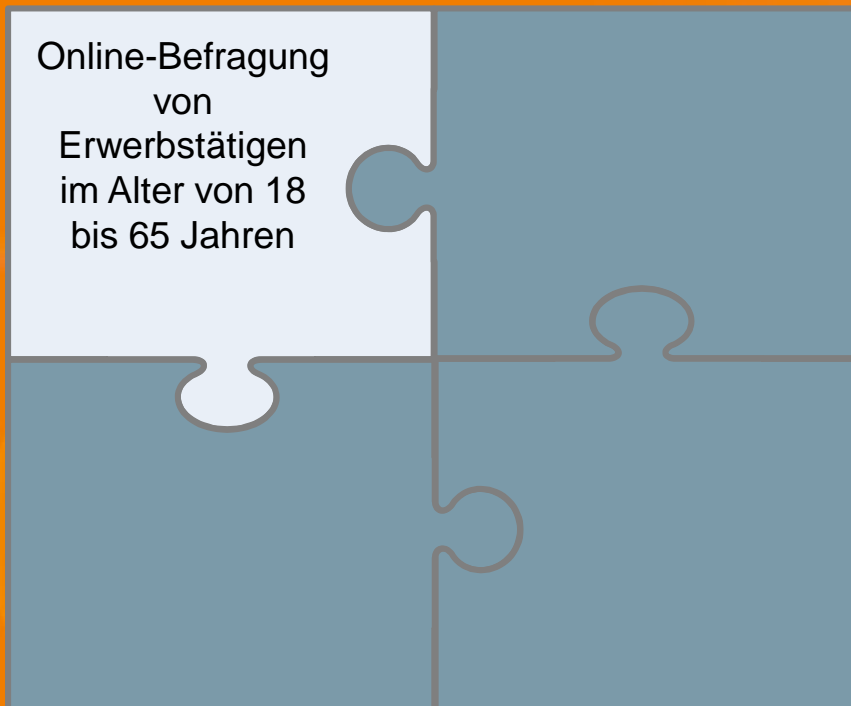 Online-Befragung
von
Erwerbstätigen
im Alter von 18
bis 65 Jahren